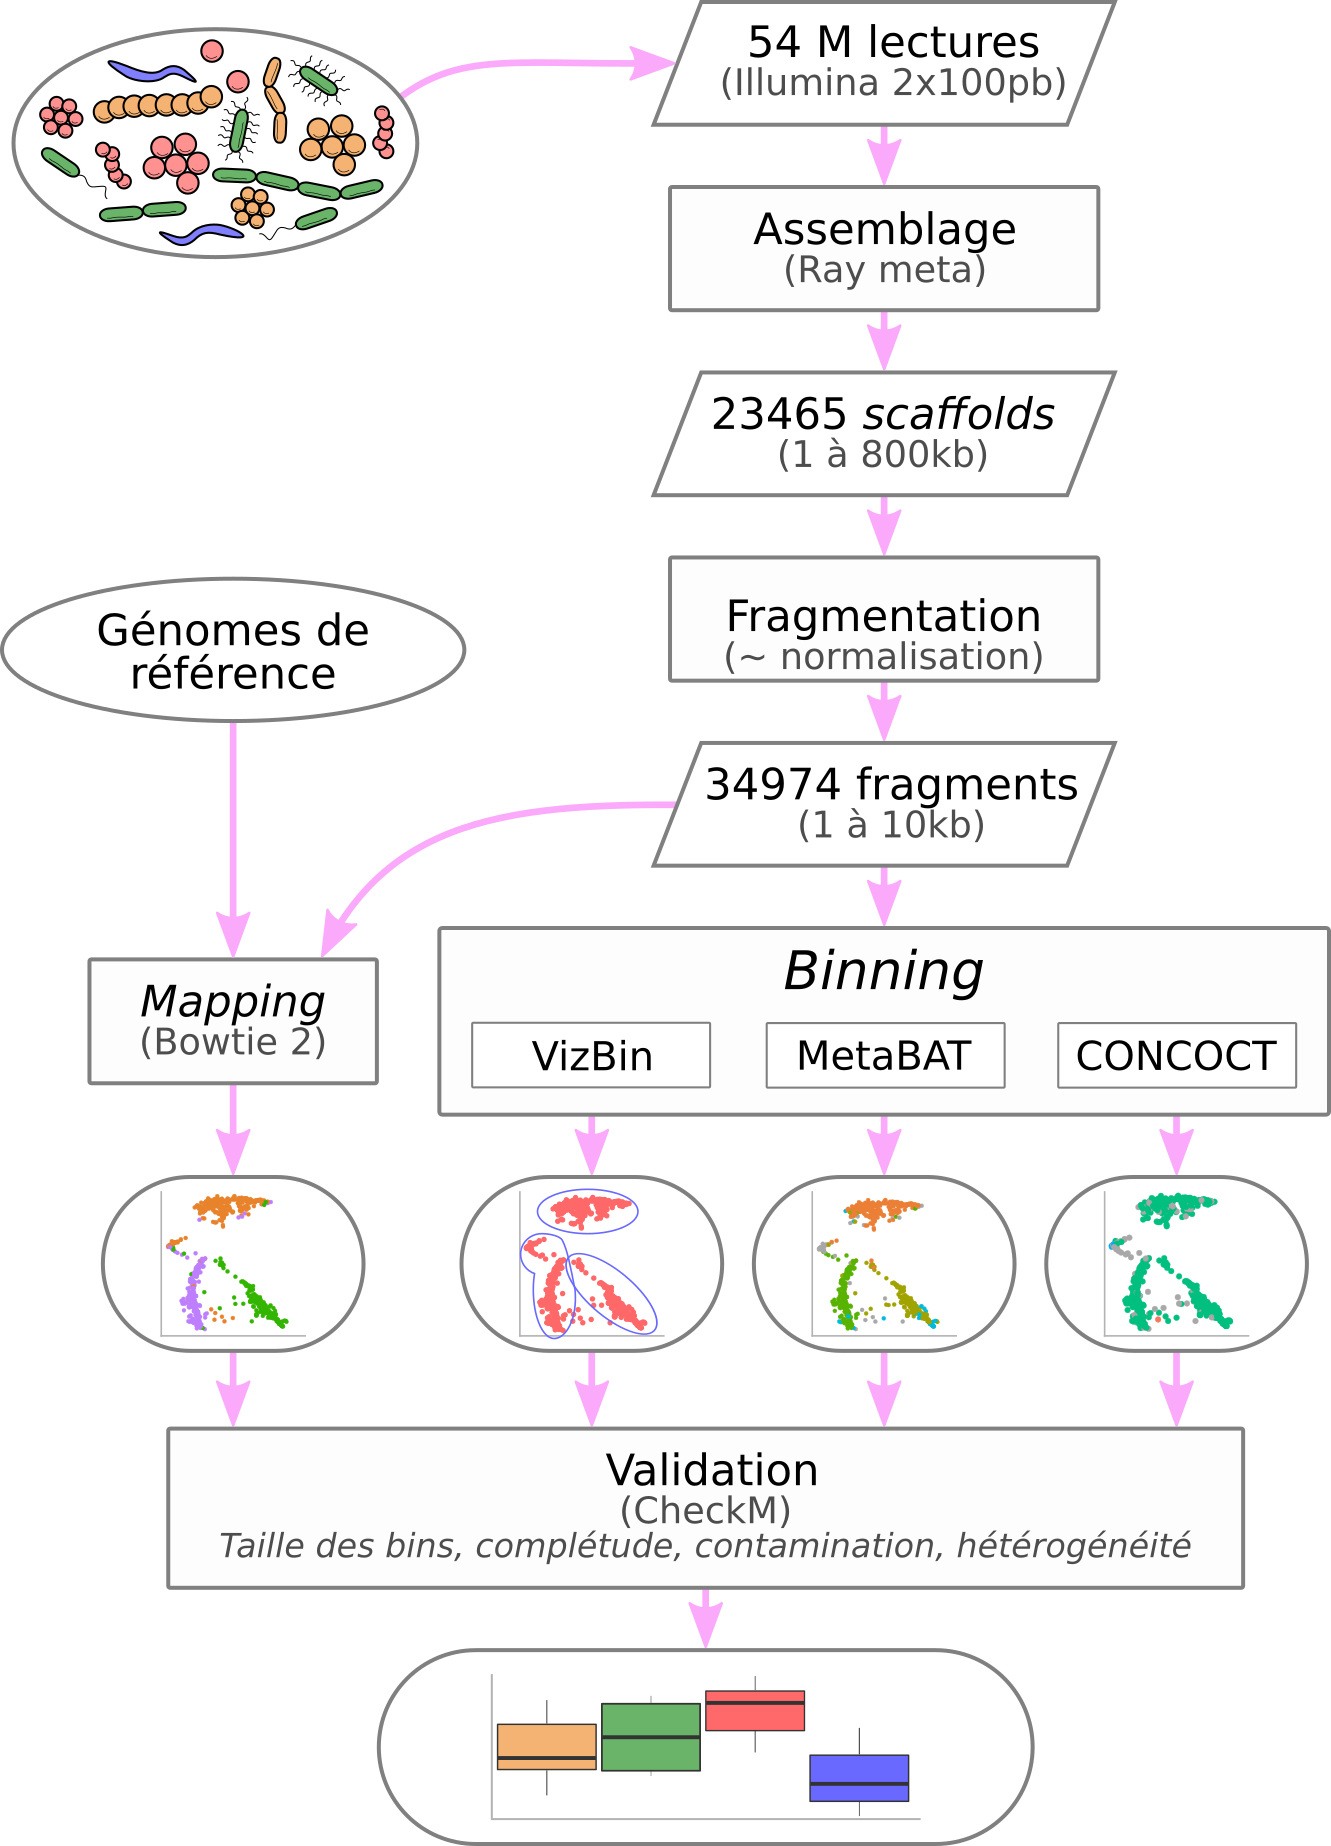 54 M lectures
(Illumina 2x100pb)
Assemblage
(Ray meta)
23465 scaffolds
(1 à 800kb)
Fragmentation
(~ normalisation)
Génomes de
référence
34974 fragments
(1 à 10kb)
Mapping
(Bowtie 2)
Binning
VizBin
MetaBAT
CONCOCT
Validation
(CheckM)
Taille des bins, complétude, contamination, hétérogénéité